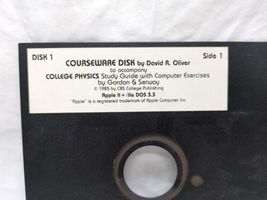 DISK 1
COURSEWARE DISK by David R. Oliver
Side 1
to accompany
COLLEGE PHYSICS Study Guide with Computer Exercises
by Gordon & Serway
© 1985 by CBS College Publishing
Apple II+/IIe DOS 3.3
"Apple" is a registered trademark of Apple Computer, Inc.